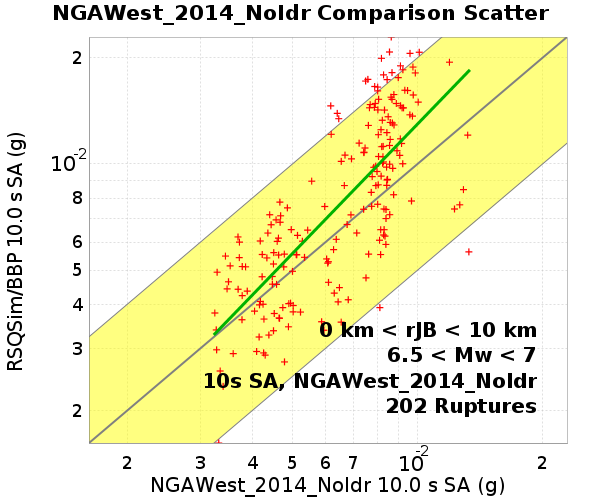 NGAWest_2014_NoIdr Comparison Scatter
RSQSim/BBP 10.0 s SA (g)
2
10-2
8
6
5
4
3
2
0 km < rJB < 10 km
6.5 < Mw < 7
10s SA, NGAWest_2014_NoIdr
202 Ruptures
2 3 4 5 6 7 10-2 2
NGAWest_2014_NoIdr 10.0 s SA (g)